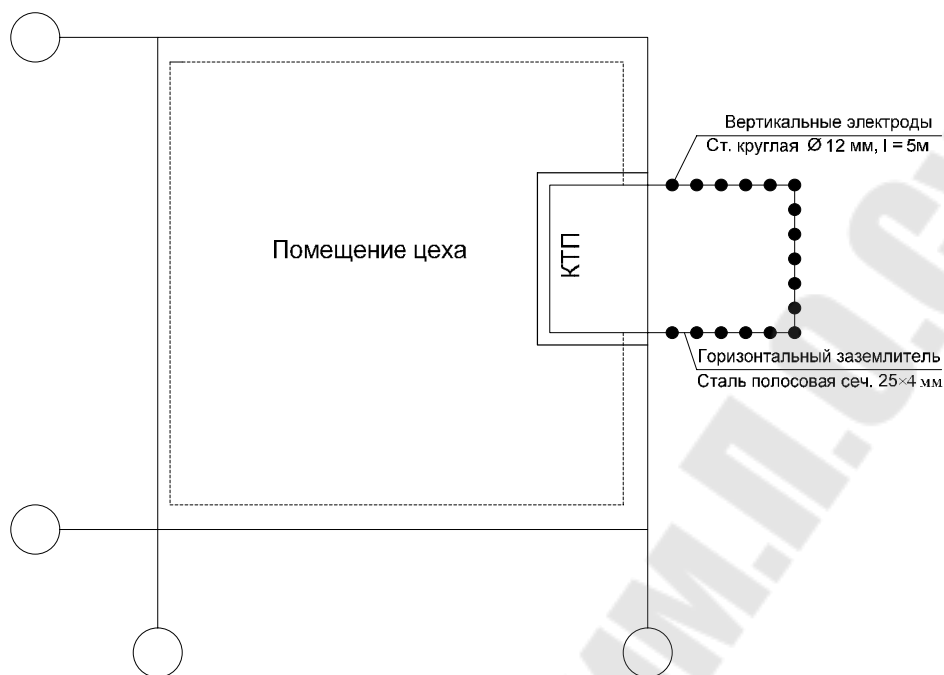 Вертикальные электроды
Ст. круглая Ø 12 мм, l = 5м
Помещение цеха
КТП
Горизонтальный заземлитель
Сталь полосовая сеч. 25×4 мм